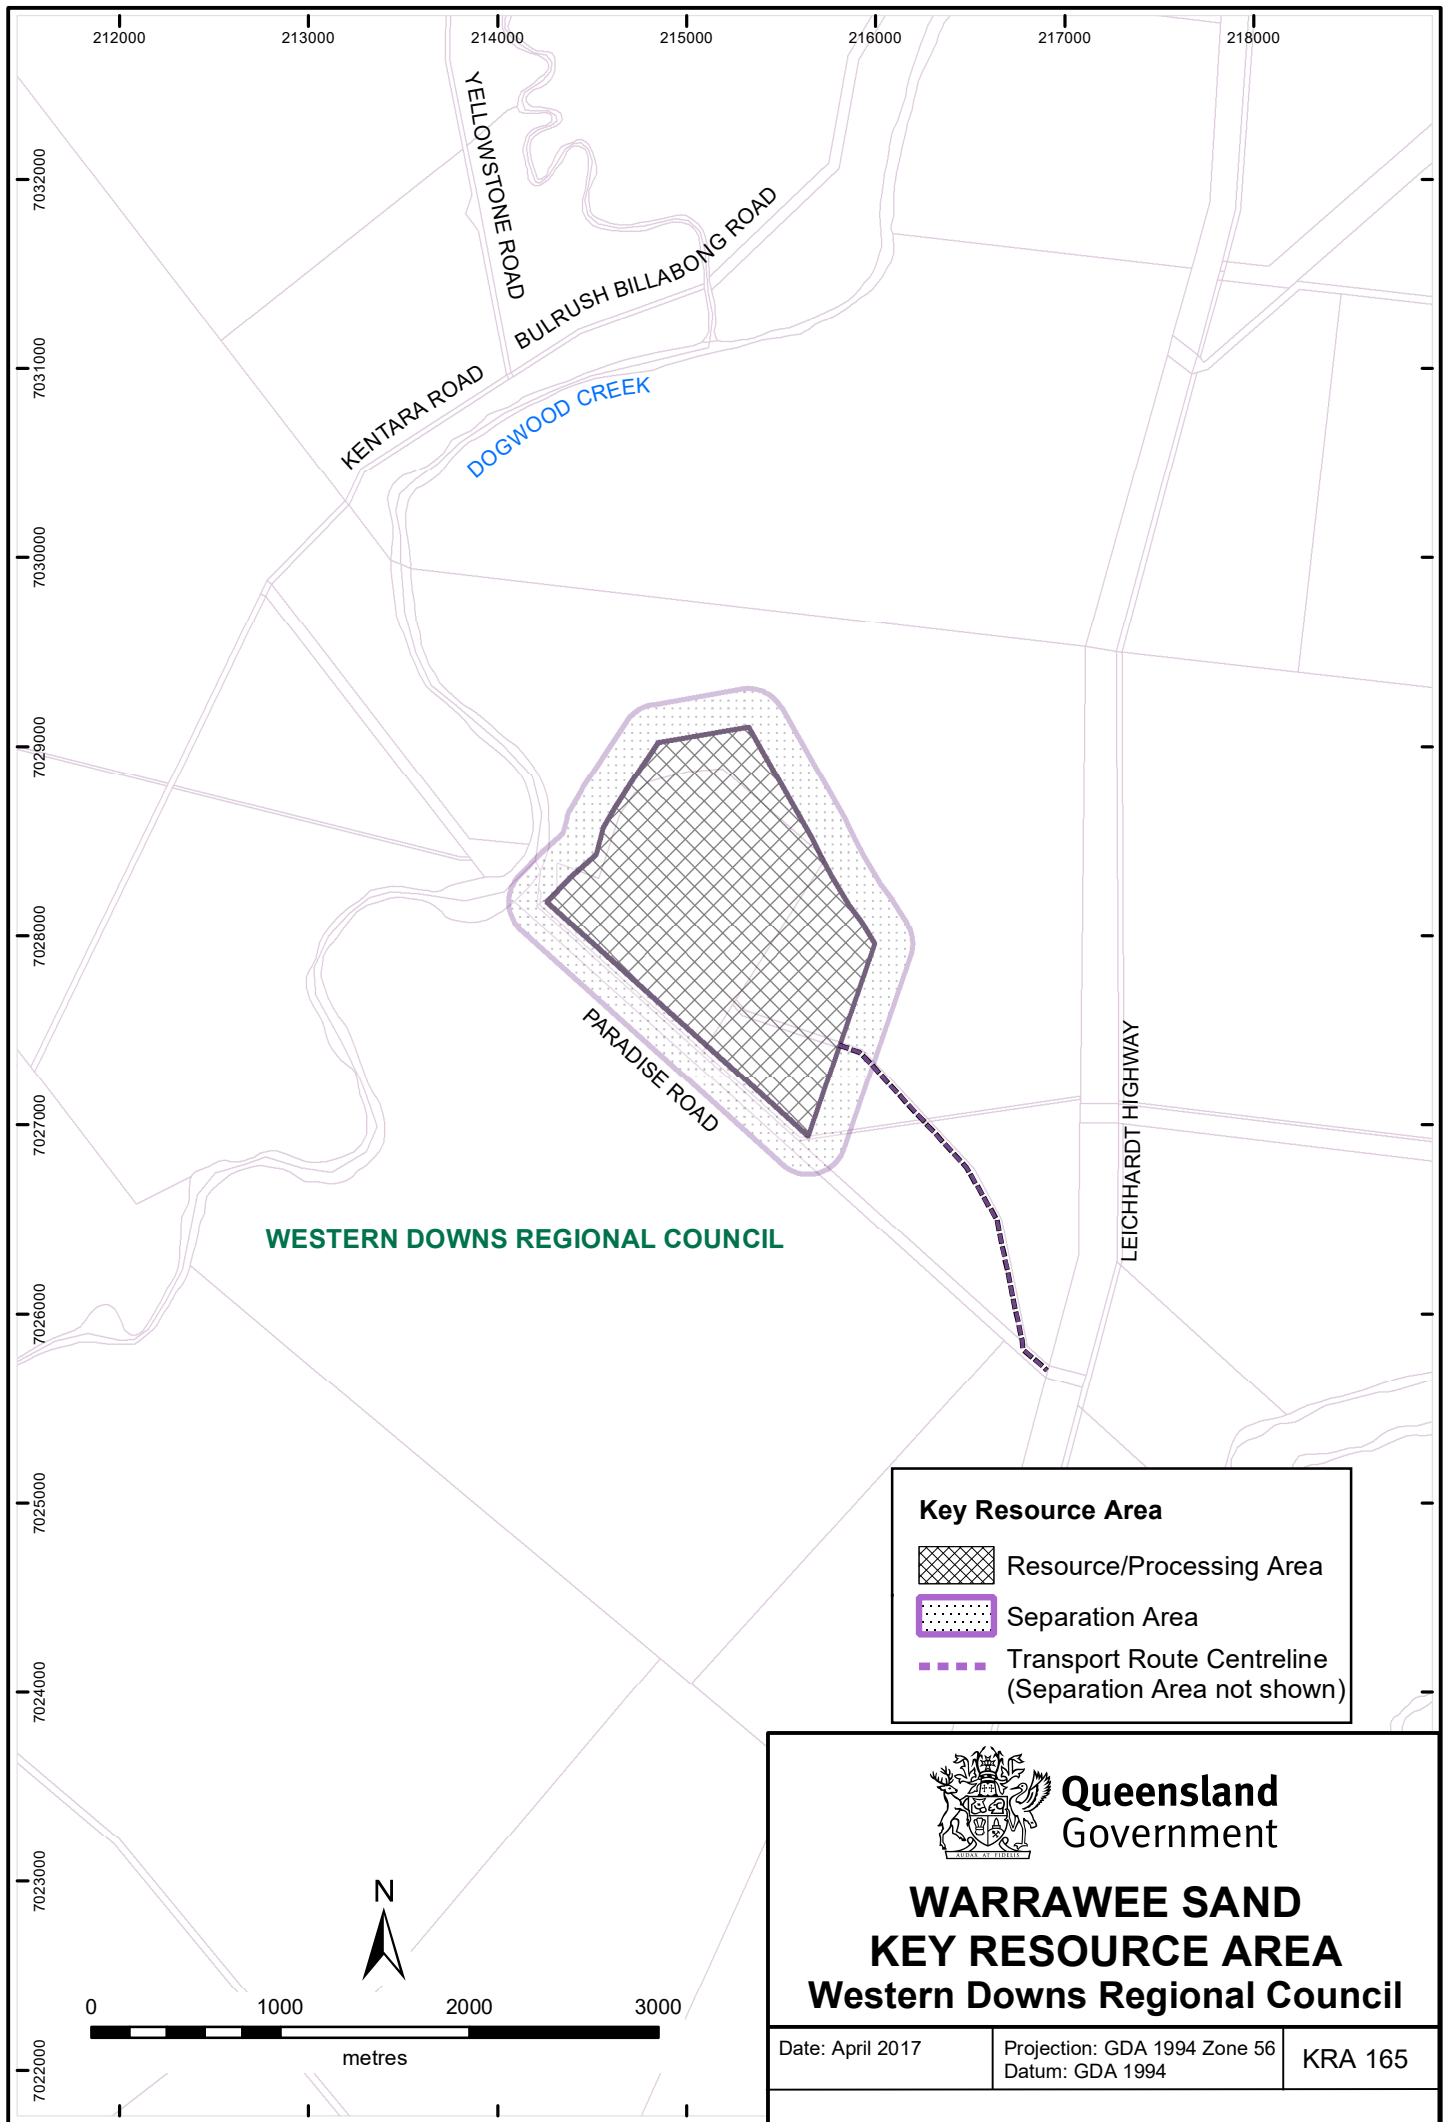 212000 213000 214000 215000 216000 217000 218000
7032000
7031000
7030000
7029000
7028000
7027000
7026000
7025000
7024000
7023000
7022000
YELLOWSTONE ROAD
BULRUSH BILLABONG ROAD
KENTARA ROAD
DOGWOOD CREEK
PARADISE ROAD
LEICHHARDT HIGHWAY
WESTERN DOWNS REGIONAL COUNCIL
Key Resource Area
Resource/Processing Area
Separation Area
Transport Route Centreline
(Separation Area not shown)
N
0 1000 2000 3000
metres
AUDAX AT FIDELIS
Queensland
Government
WARRAWEE SAND
KEY RESOURCE AREA
Western Downs Regional Council
Date: April 2017
Projection: GDA 1994 Zone 56
Datum: GDA 1994
KRA 165